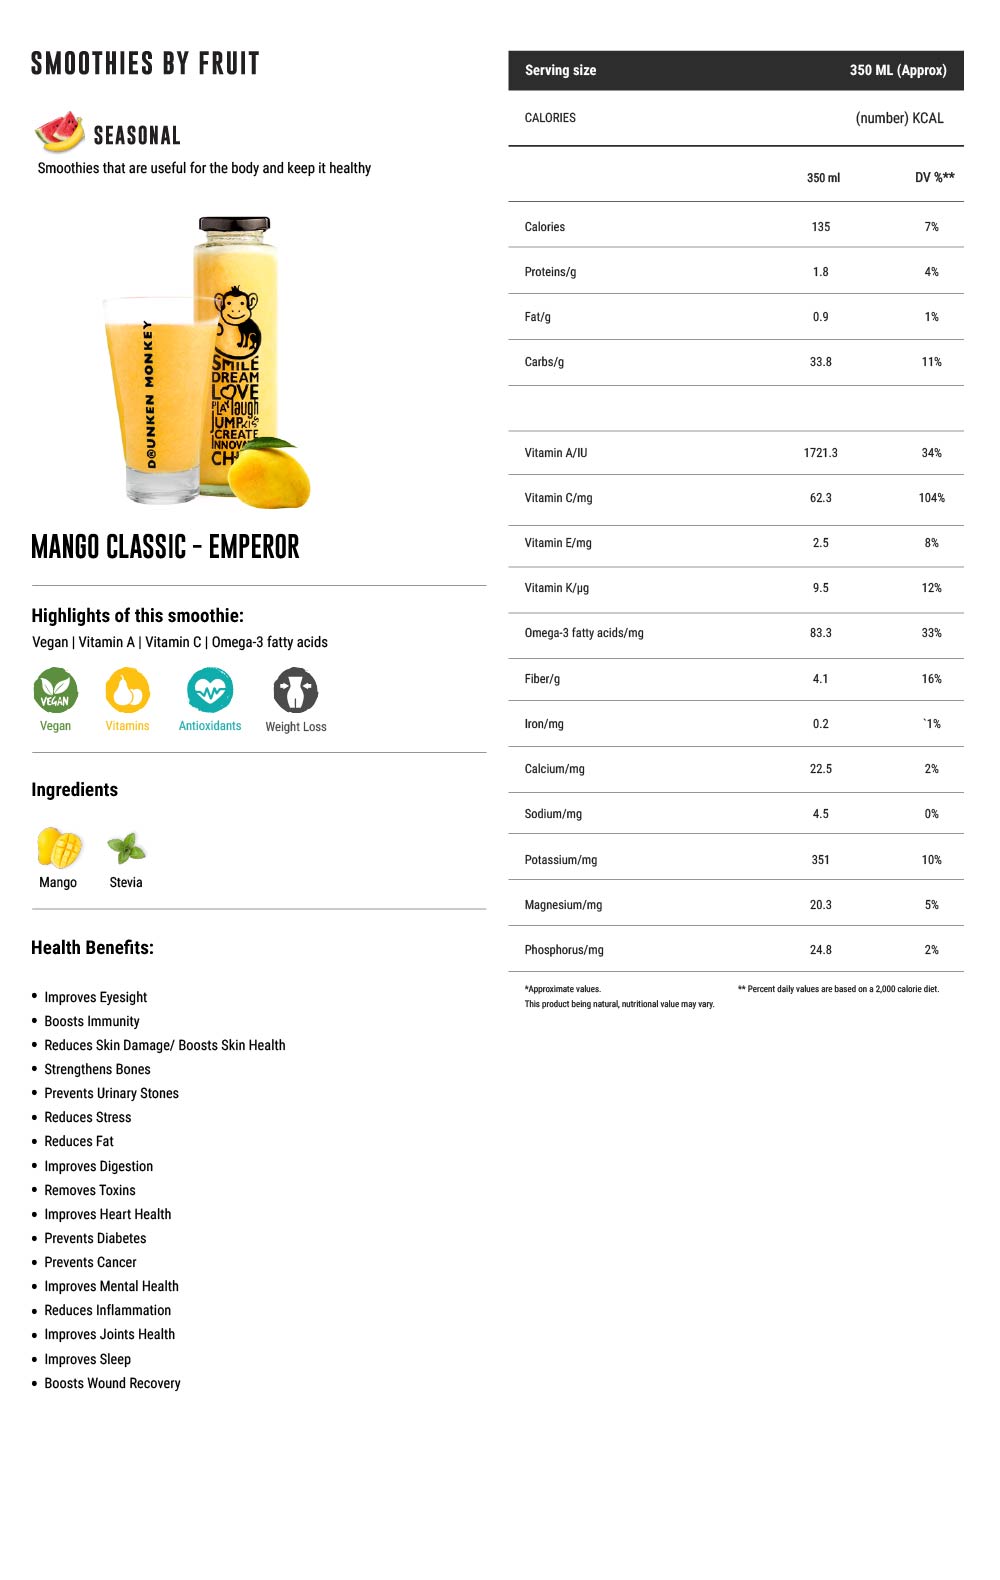 SMOOTHIES BY FRUIT
SEASONAL
Smoothies that are useful for the body and keep it healthy
DRUNKEN MONKEY
SMILE
DREAM
LOVE
PLAY laugh
JUMP KISS
CREATE
INNOVA
CH
MANGO CLASSIC - EMPEROR
Highlights of this smoothie:
Vegan | Vitamin A | Vitamin C | Omega-3 fatty acids
VEGAN
Vegan Vitamins Antioxidants Weight Loss
Ingredients
Mango Stevia
Health Benefits:
• Improves Eyesight
• Boosts Immunity
• Reduces Skin Damage/ Boosts Skin Health
• Strengthens Bones
• Prevents Urinary Stones
• Reduces Stress
• Reduces Fat
• Improves Digestion
• Removes Toxins
• Improves Heart Health
• Prevents Diabetes
• Prevents Cancer
• Improves Mental Health
• Reduces Inflammation
• Improves Joints Health
• Improves Sleep
• Boosts Wound Recovery
Serving size 350 ML (Approx)
CALORIES (number) KCAL
350 ml DV %**
Calories 135 7%
Proteins/g 1.8 4%
Fat/g 0.9 1%
Carbs/g 33.8 11%
Vitamin A/IU 1721.3 34%
Vitamin C/mg 62.3 104%
Vitamin E/mg 2.5 8%
Vitamin K/µg 9.5 12%
Omega-3 fatty acids/mg 83.3 33%
Fiber/g 4.1 16%
Iron/mg 0.2 `1%
Calcium/mg 22.5 2%
Sodium/mg 4.5 0%
Potassium/mg 351 10%
Magnesium/mg 20.3 5%
Phosphorus/mg 24.8 2%
*Approximate values. ** Percent daily values are based on a 2,000 calorie diet.
This product being natural, nutritional value may vary.